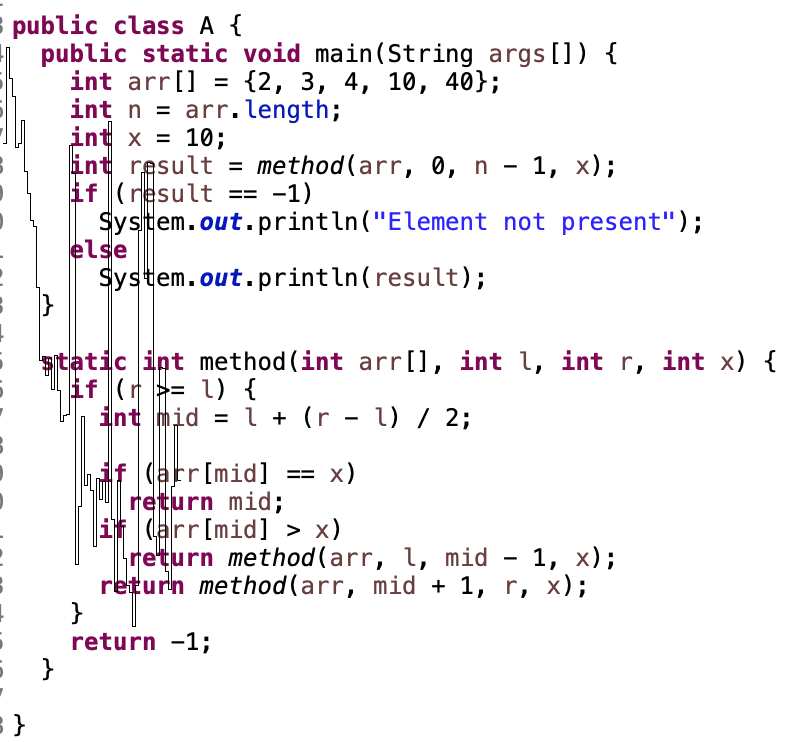 public class A {
public static void main(String args[]) {
int arr[] = {2, 3, 4, 10, 40};
int n = arr.length;
int x = 10;
int result = method(arr, 0, n - 1, x);
if (result == -1)
System.out.println("Element not present");
else
System.out.println(result);
}
static int method(int arr[], int l, int r, int x) {
if (r >= l) {
int mid = l + (r - l) / 2;
if (arr[mid] == x)
return mid;
if (arr[mid] > x)
return method(arr, l, mid - 1, x);
return method(arr, mid + 1, r, x);
}
return -1;
}
}